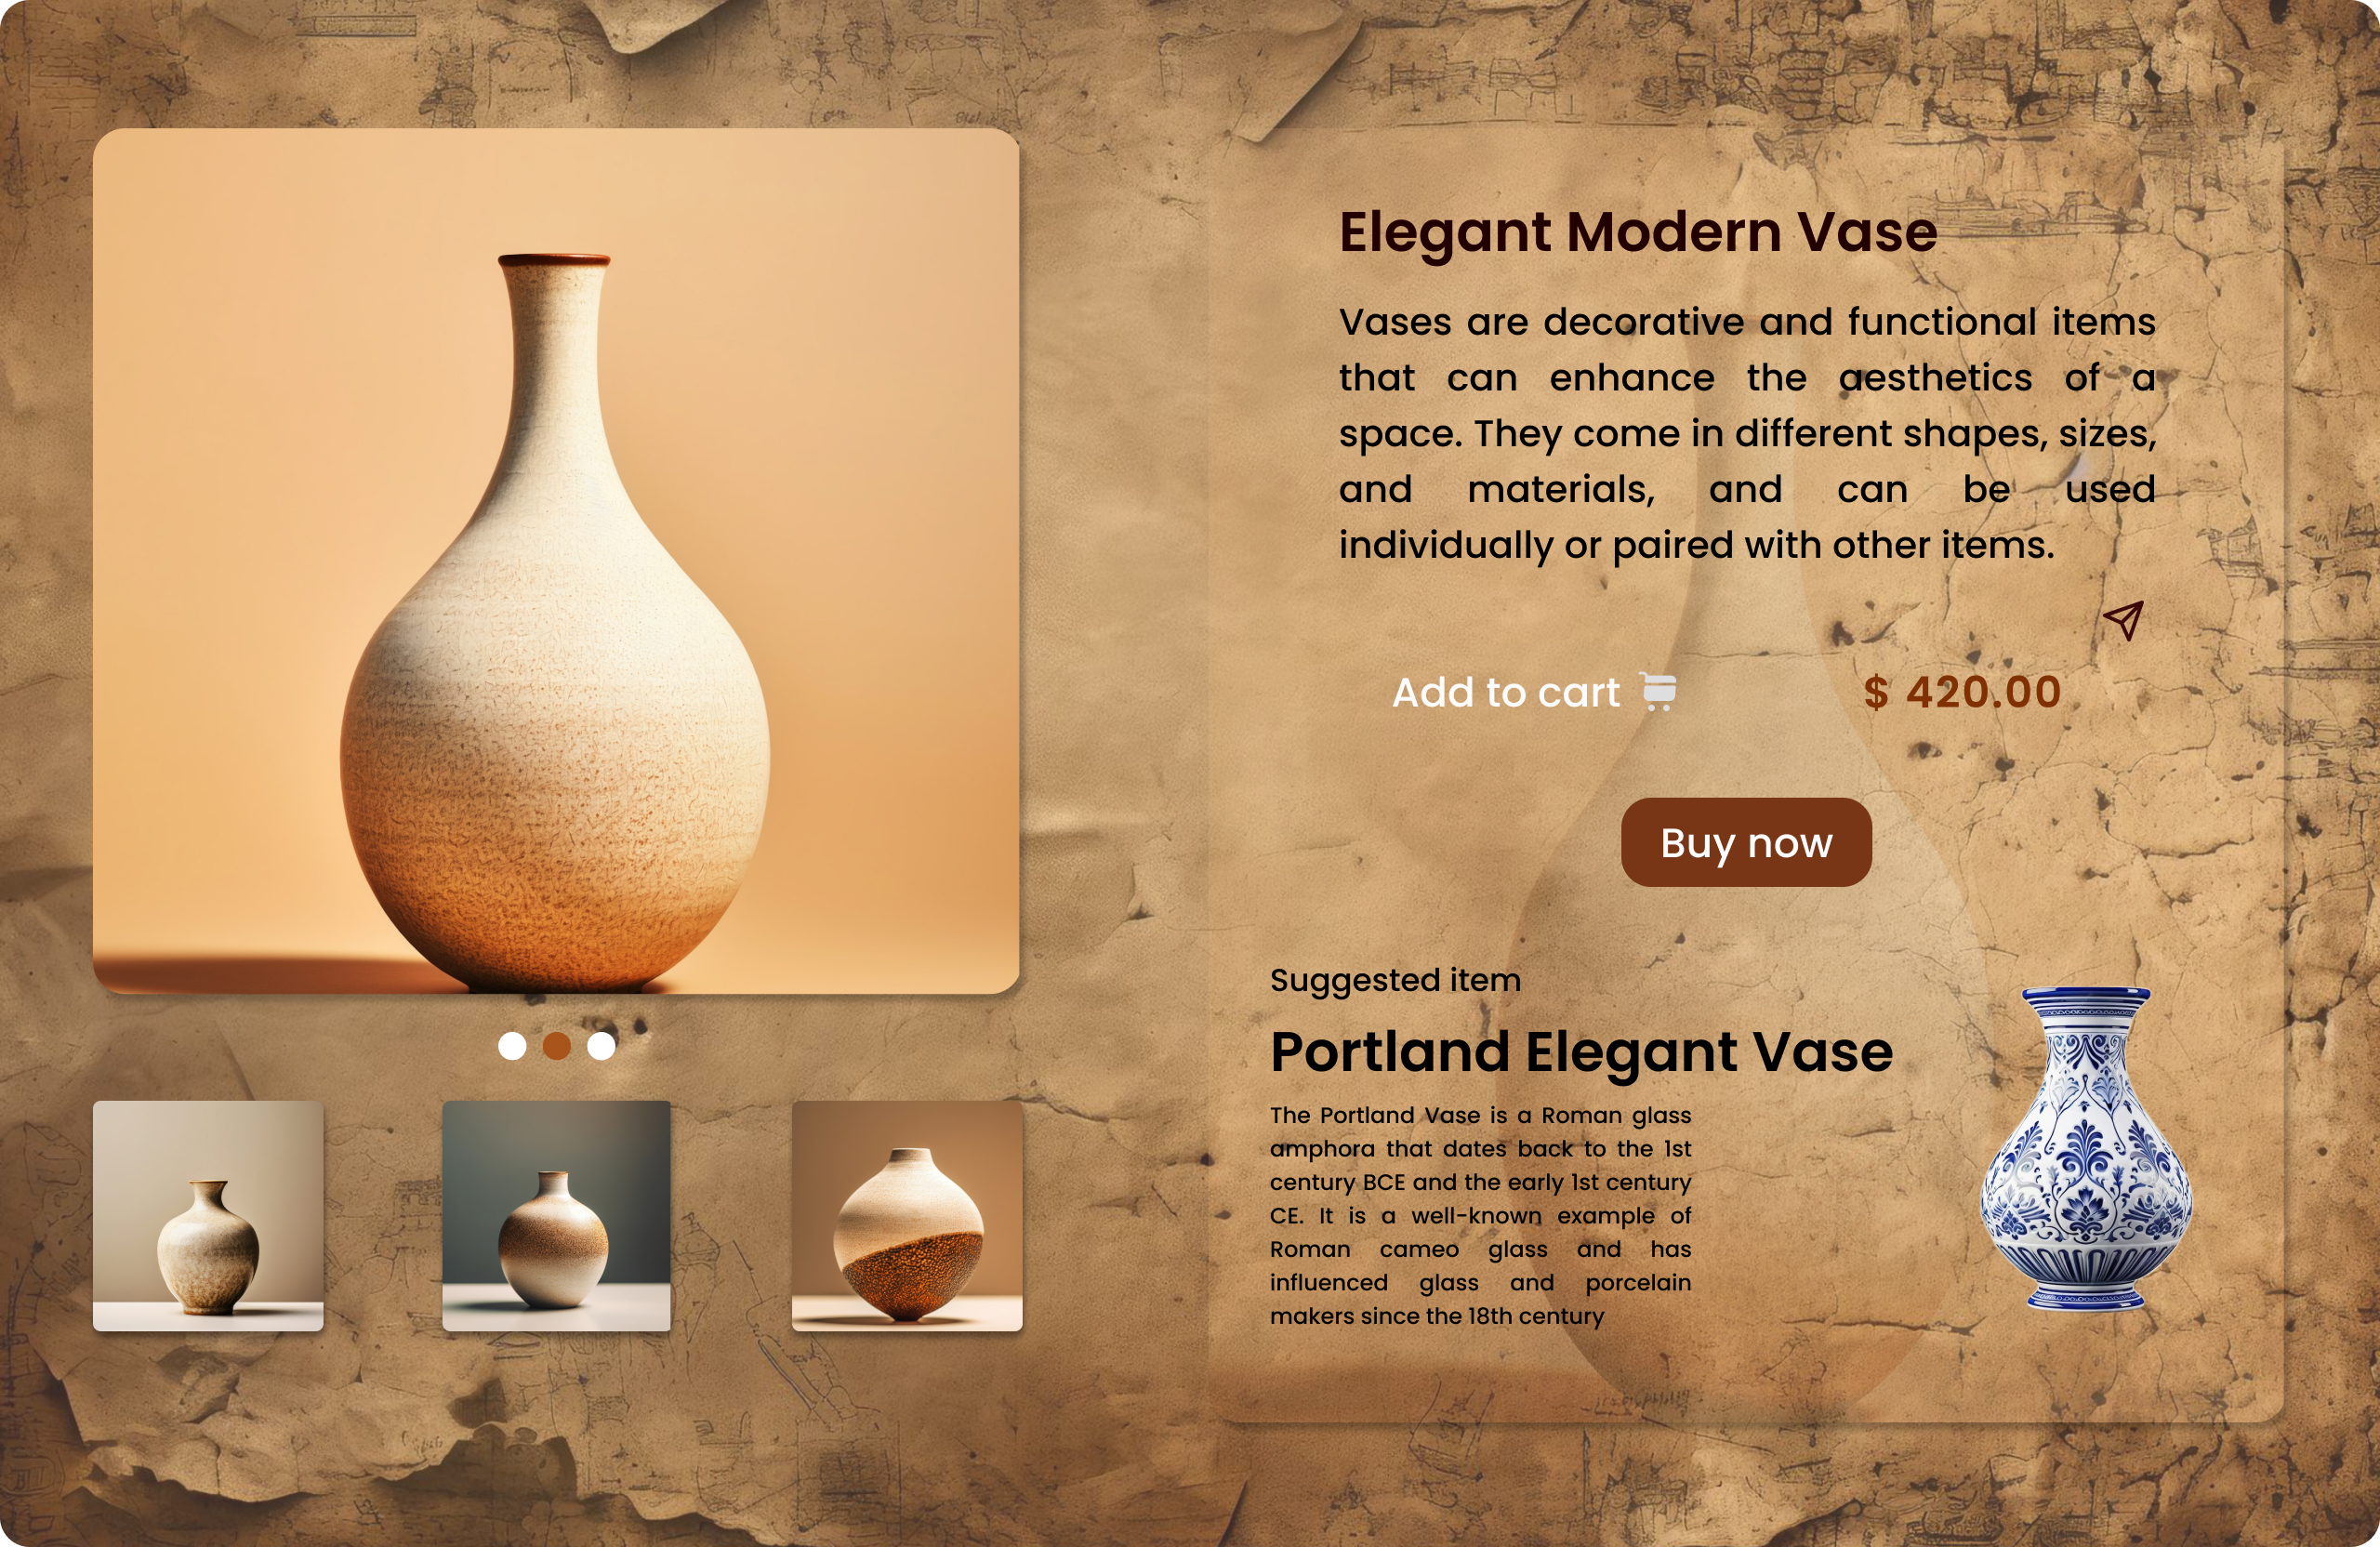 Elegant Modern Vase
Vases are decorative and functional items
that can enhance the aesthetics of a
space. They come in different shapes, sizes,
and materials, and can be used
individually or paired with other items.
Add to cart
$ 420.00
Buy now
Suggested item
Portland Elegant Vase
The Portland Vase is a Roman glass
amphora that dates back to the 1st
century BCE and the early 1st century
CE. It is a well-known example of
Roman cameo glass and has
influenced glass and porcelain
makers since the 18th century